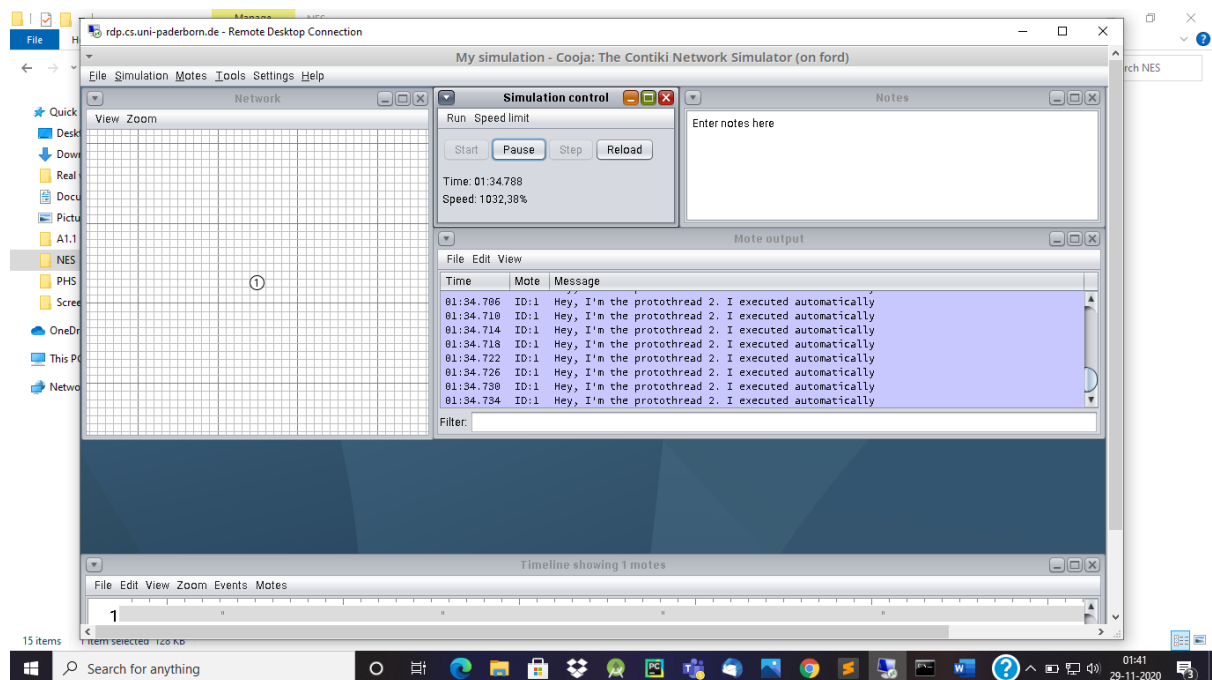 Manage NES
rdp.cs.uni-paderborn.de - Remote Desktop Connection
File H
My simulation - Cooja: The Contiki Network Simulator (on ford)
rch NES
File Simulation Motes Tools Settings Help
Network
View Zoom
1
Simulation control
Run Speed limit
Start Pause Step Reload
Time: 01:34.788
Speed: 1032,38%
Notes
Enter notes here
Mote output
File Edit View
Time Mote Message
01:34.706 ID:1 Hey, I'm the protothread 2. I executed automatically
01:34.710 ID:1 Hey, I'm the protothread 2. I executed automatically
01:34.714 ID:1 Hey, I'm the protothread 2. I executed automatically
01:34.718 ID:1 Hey, I'm the protothread 2. I executed automatically
01:34.722 ID:1 Hey, I'm the protothread 2. I executed automatically
01:34.726 ID:1 Hey, I'm the protothread 2. I executed automatically
01:34.730 ID:1 Hey, I'm the protothread 2. I executed automatically
01:34.734 ID:1 Hey, I'm the protothread 2. I executed automatically
Filter:
Quick
Desk
Down
Real
Docu
Pictu
A1.1
NES
PHS
Scree
OneDr
This PC
Netwo
Timeline showing 1 motes
File Edit View Zoom Events Motes
1
15 items 1 item selected 128 KB
Search for anything
01:41
29-11-2020
3